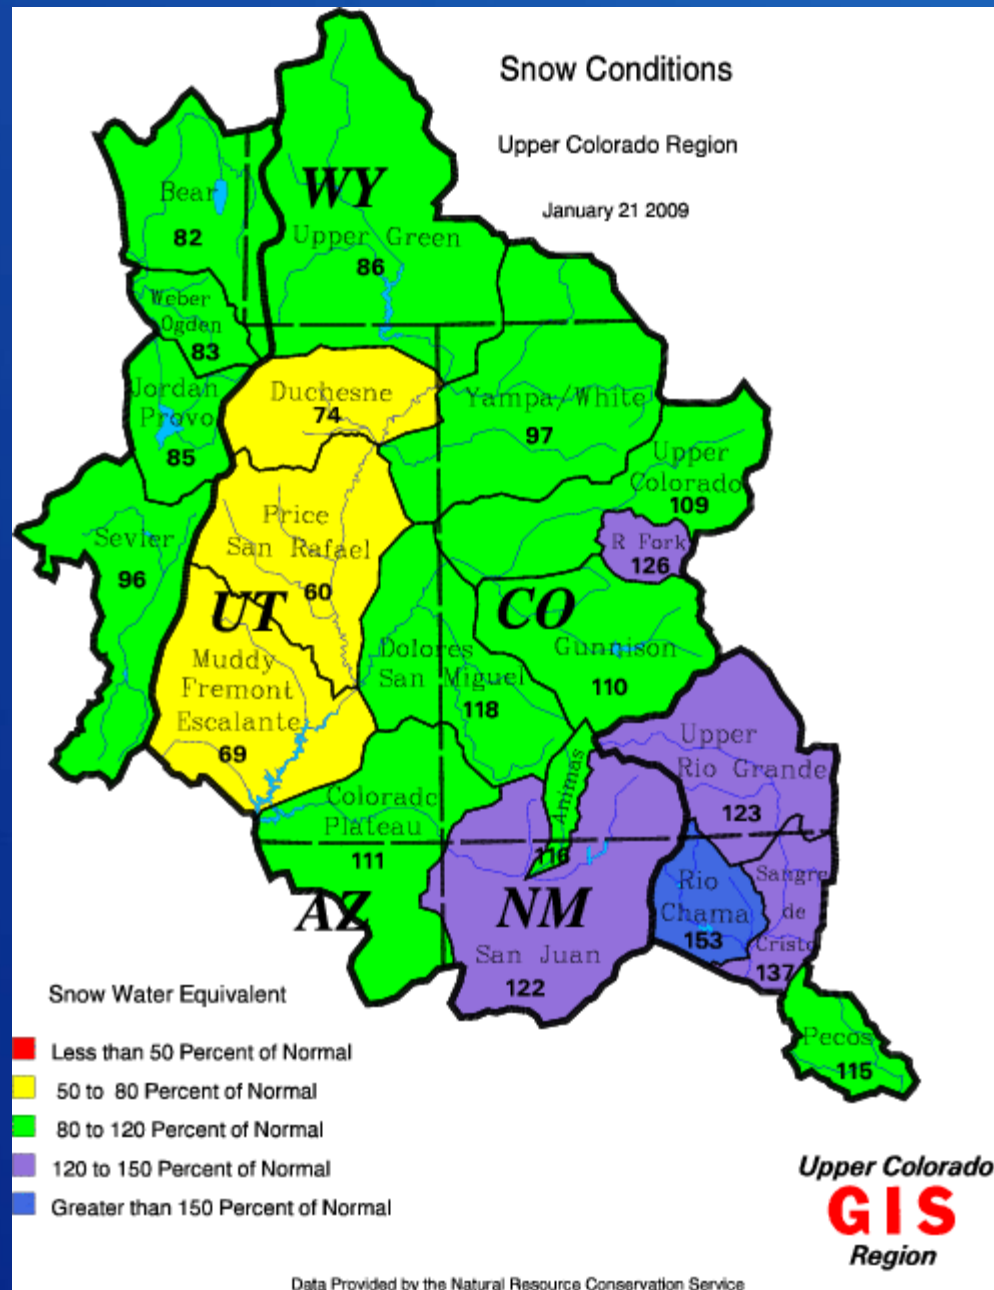 Snow Conditions
Upper Colorado Region
January 21 2009
WY
Bear
82
Upper Green
86
Weber
Ogden
83
Jordan
Provo
85
Duchesne
74
Yampa/White
97
Upper
Colorado
109
Price
San Rafael
60
R Fork
126
Sevier
96
UT
CO
Muddy
Fremont
Escalante
69
Dolores
San Miguel
118
Gunnison
110
Upper
Rio Grande
123
Animas
116
Colorado
Plateau
111
AZ
NM
San Juan
122
Rio
Chama
153
Sangre
de
Cristo
137
Pecos
115
Snow Water Equivalent
Less than 50 Percent of Normal
50 to 80 Percent of Normal
80 to 120 Percent of Normal
120 to 150 Percent of Normal
Greater than 150 Percent of Normal
Upper Colorado
GIS
Region
Data Provided by the Natural Resource Conservation Service